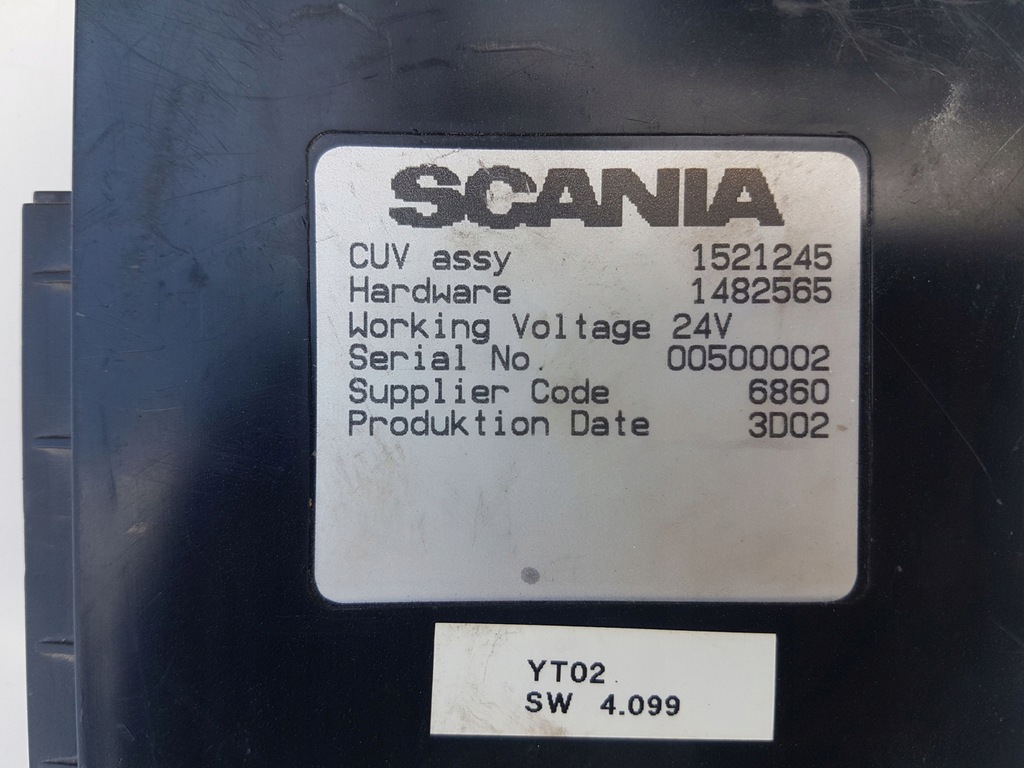 SCANIA
CUV assy 1521245
Hardware 1482565
Working Voltage 24V
Serial No. 00500002
Supplier Code 6860
Produktion Date 3D02
YT02
SW 4.099